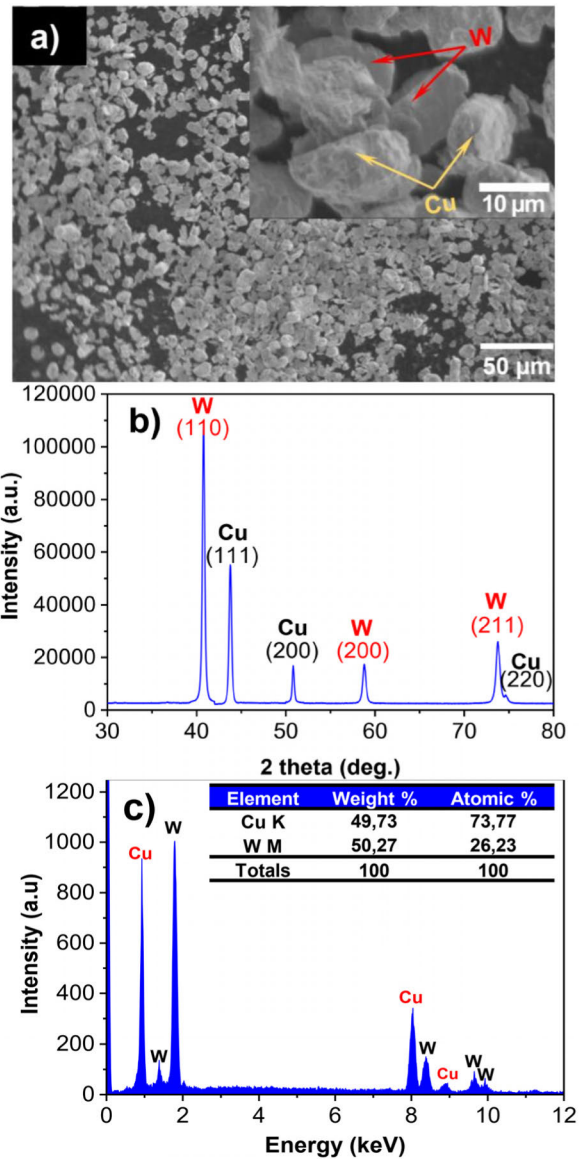 a)
W
Cu
10 µm
50 µm
b)
Intensity (a.u.)
120000
100000
80000
60000
40000
20000
0
W
(110)
Cu
(111)
Cu
(200)
W
(200)
W
(211)
Cu
(220)
30 40 50 60 70 80
2 theta (deg.)
c)
Intensity (a.u)
1200
1000
800
600
400
200
0
Element Weight % Atomic %
Cu K 49,73 73,77
W M 50,27 26,23
Totals 100 100
Cu
W
W
Cu
W
Cu
W
W
0 2 4 6 8 10 12
Energy (keV)